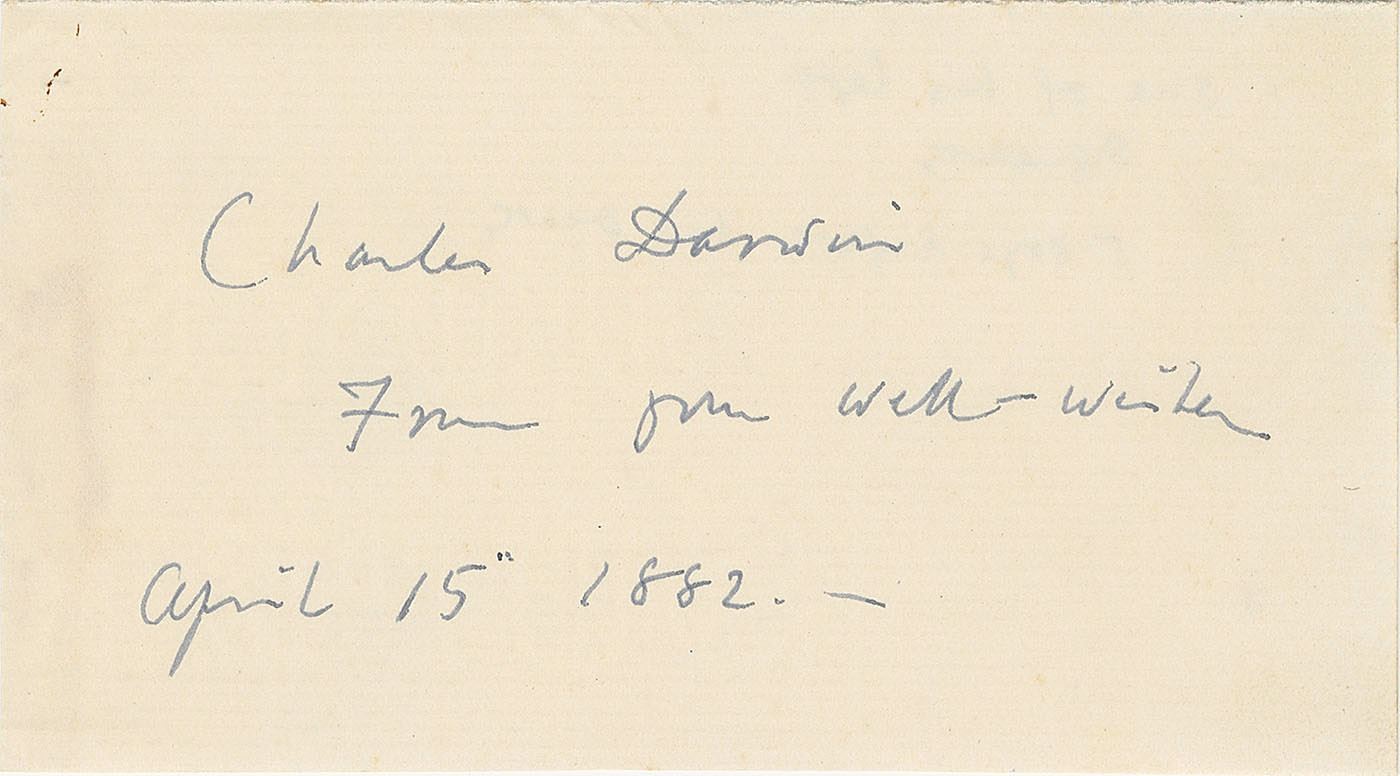 Charles Darwin
From your well-wisher
April 15" 1882. —